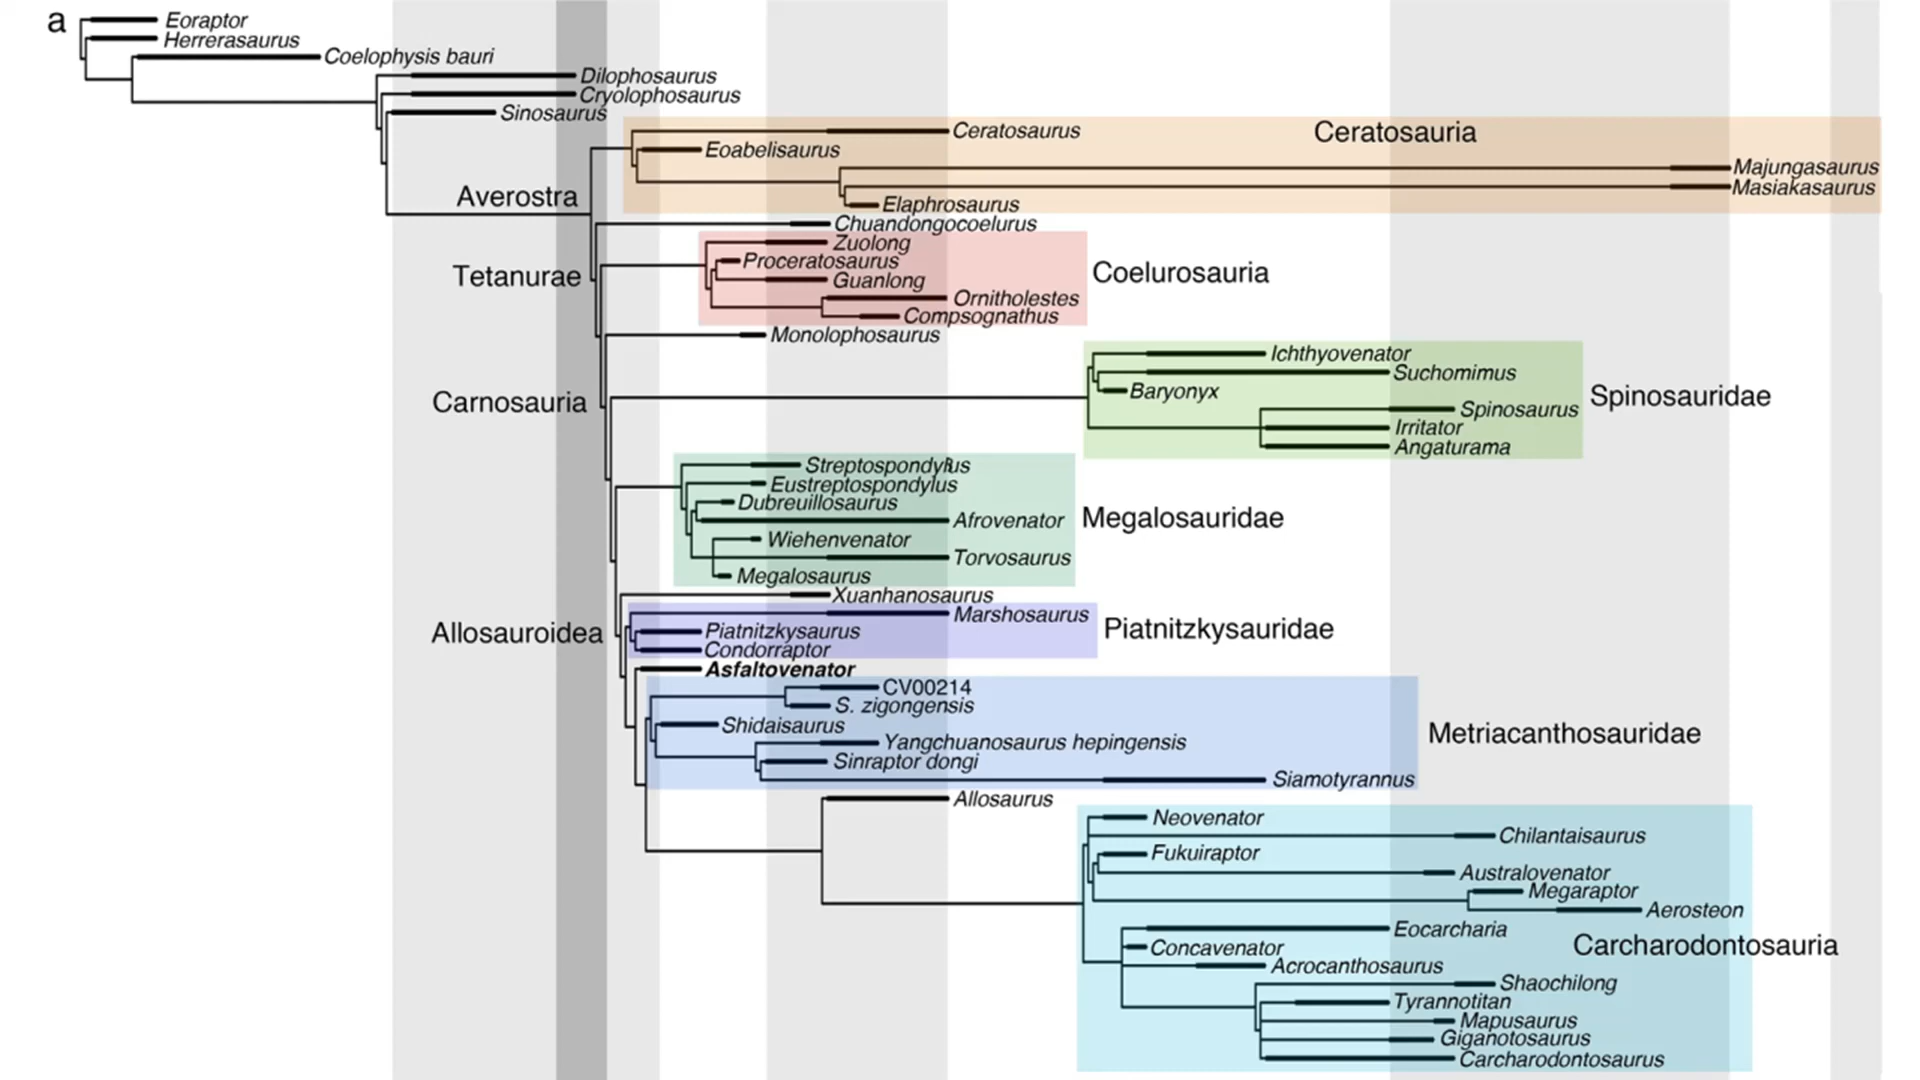 a
Eoraptor
Herrerasaurus
Coelophysis bauri
Dilophosaurus
Cryolophosaurus
Sinosaurus
Ceratosaurus
Ceratosauria
Eoabelisaurus
Majungasaurus
Masiakasaurus
Averostra
Elaphrosaurus
Chuandongocoelurus
Zuolong
Proceratosaurus
Tetanurae
Coelurosauria
Guanlong
Ornitholestes
Compsognathus
Monolophosaurus
Ichthyovenator
Suchomimus
Baryonyx
Spinosauridae
Carnosauria
Spinosaurus
Irritator
Angaturama
Streptospondylus
Eustreptospondylus
Dubreuillosaurus
Afrovenator
Megalosauridae
Wiehenvenator
Torvosaurus
Megalosaurus
Xuanhanosaurus
Marshosaurus
Allosauroidea
Piatnitzkysaurus
Piatnitzkysauridae
Condorraptor
Asfaltovenator
CV00214
S. zigongensis
Shidaisaurus
Metriacanthosauridae
Yangchuanosaurus hepingensis
Sinraptor dongi
Siamotyrannus
Allosaurus
Neovenator
Chilantaisaurus
Fukuiraptor
Australovenator
Megaraptor
Aerosteon
Eocarcharia
Concavenator
Carcharodontosauria
Acrocanthosaurus
Shaochilong
Tyrannotitan
Mapusaurus
Giganotosaurus
Carcharodontosaurus